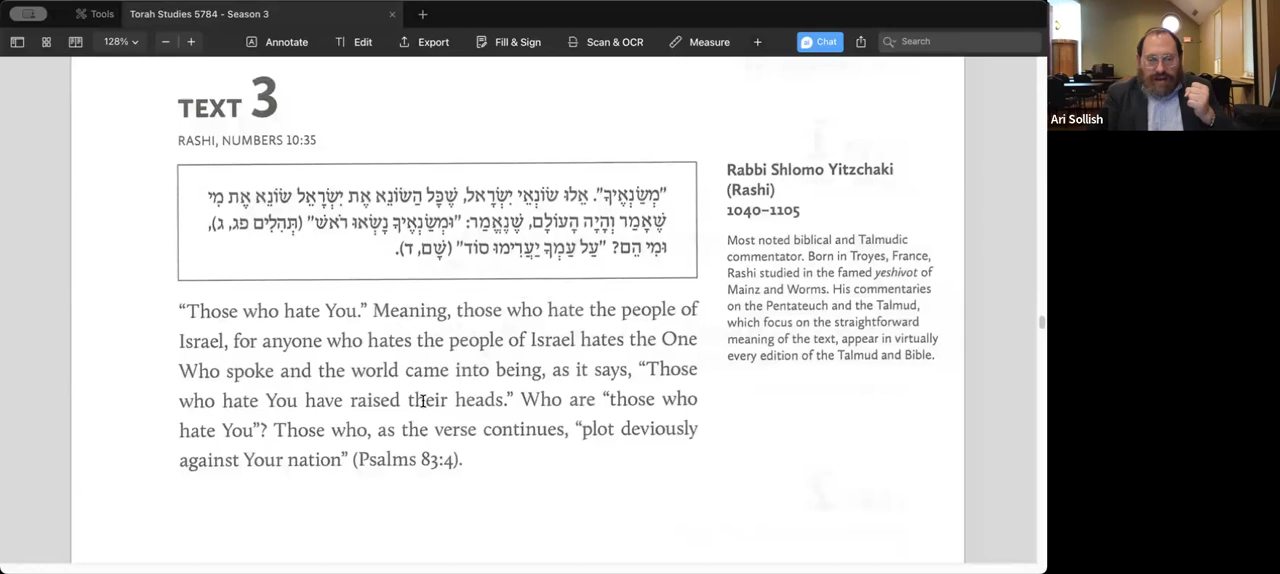 Tools
Torah Studies 5784 - Season 3
128%
Annotate
Edit
Export
Fill & Sign
Scan & OCR
Measure
Chat
Search
Ari Sollish
TEXT 3
RASHI, NUMBERS 10:35
"מְשַׂנְאֶיךָ". אֵלוּ שׂוֹנְאֵי יִשְׂרָאֵל, שֶׁכָּל הַשּׂוֹנֵא אֶת יִשְׂרָאֵל שׂוֹנֵא אֶת מִי
שֶׁאָמַר וְהָיָה הָעוֹלָם, שֶׁנֶּאֱמַר: "וּמְשַׂנְאֶיךָ נָשְׂאוּ רֹאשׁ" (תְּהִלִּים פג, ג),
וּמִי הֵם? "עַל עַמְּךָ יַעֲרִימוּ סוֹד" (שָׁם, ד).
“Those who hate You.” Meaning, those who hate the people of
Israel, for anyone who hates the people of Israel hates the One
Who spoke and the world came into being, as it says, “Those
who hate You have raised their heads.” Who are “those who
hate You”? Those who, as the verse continues, “plot deviously
against Your nation” (Psalms 83:4).
Rabbi Shlomo Yitzchaki
(Rashi)
1040–1105
Most noted biblical and Talmudic
commentator. Born in Troyes, France,
Rashi studied in the famed yeshivot of
Mainz and Worms. His commentaries
on the Pentateuch and the Talmud,
which focus on the straightforward
meaning of the text, appear in virtually
every edition of the Talmud and Bible.